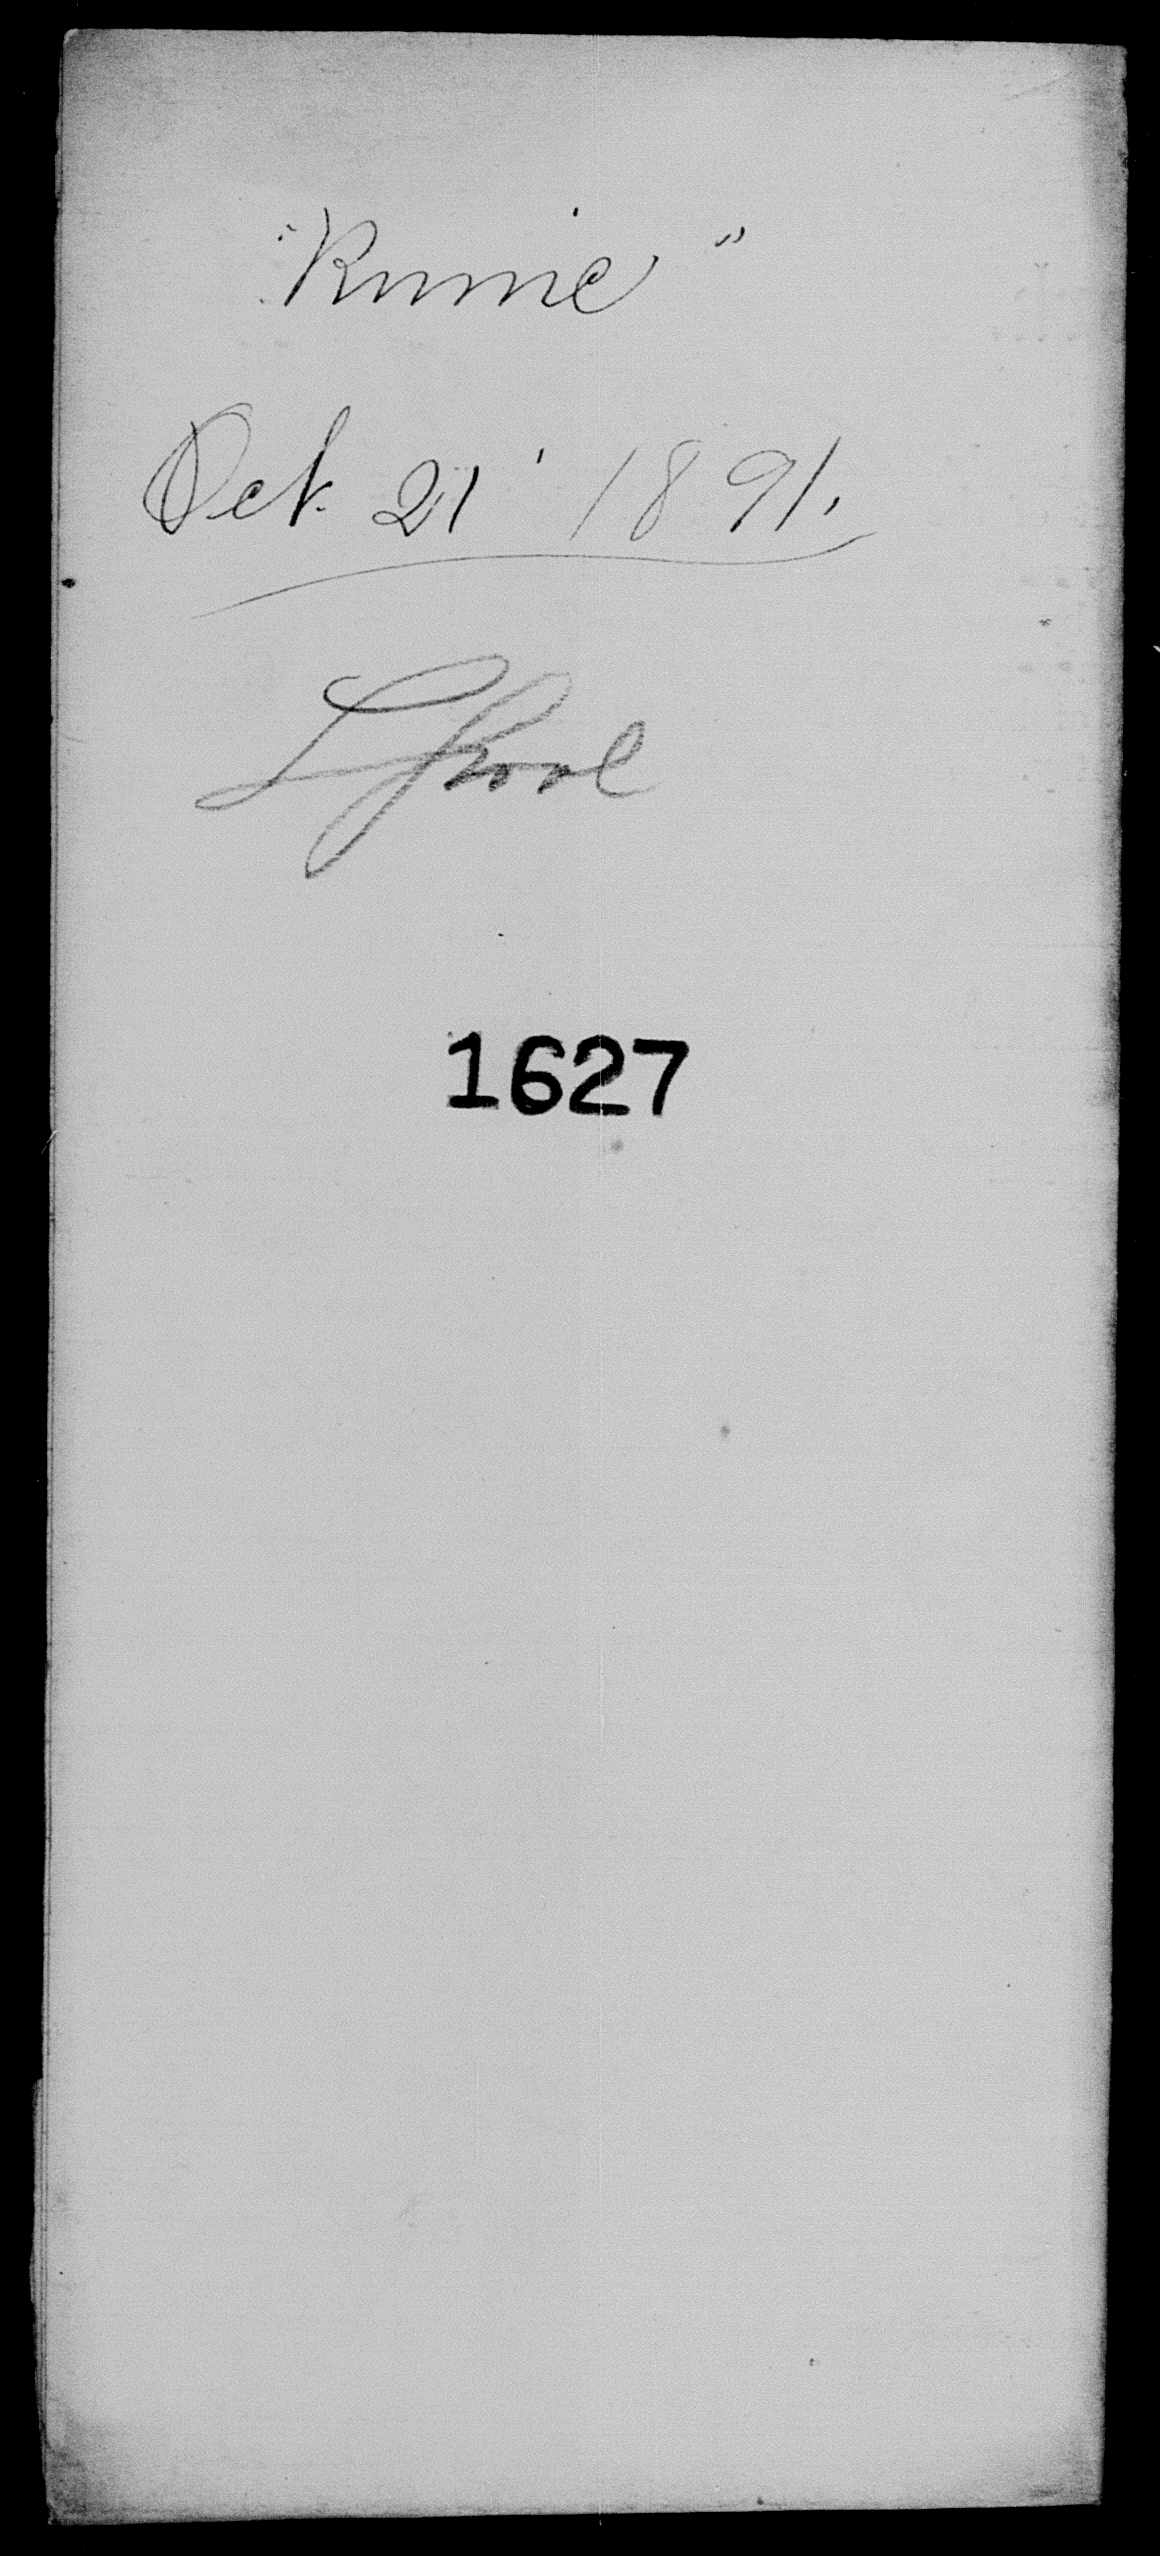 "Runic"
Oct. 21' 1891.
Lpool
1627